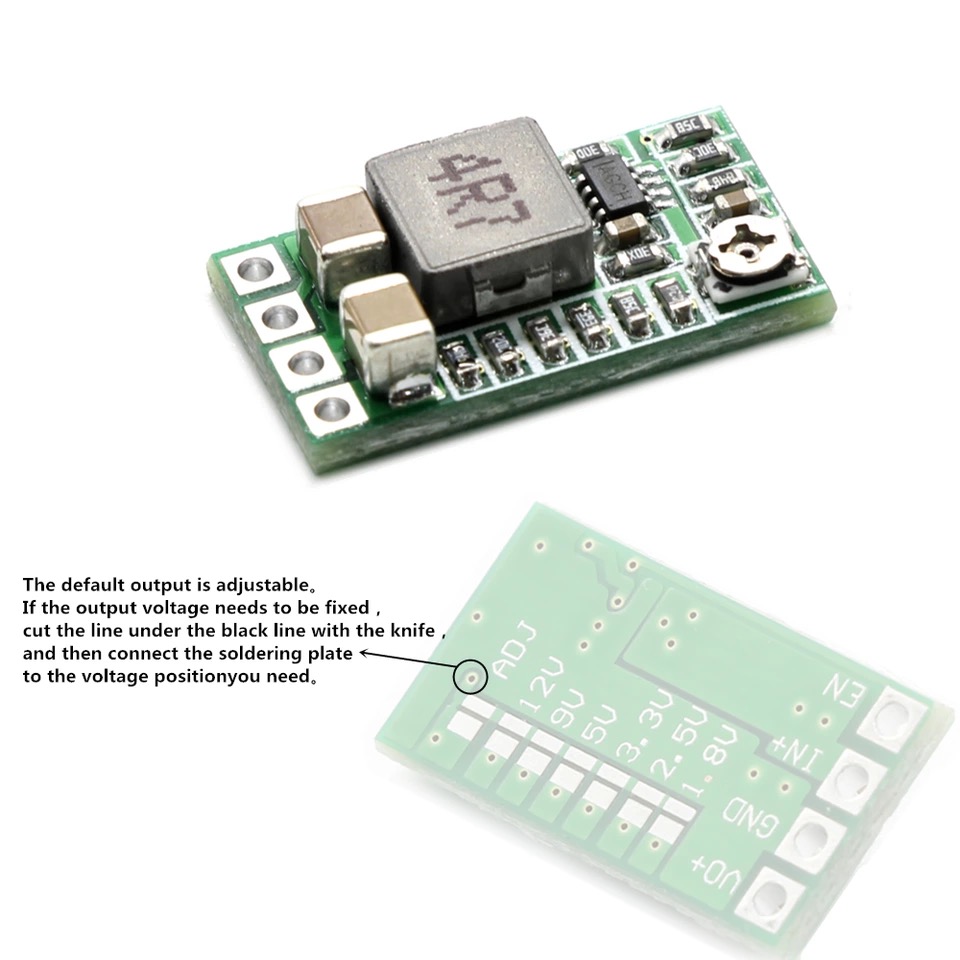 4R7
The default output is adjustable。
If the output voltage needs to be fixed ,
cut the line under the black line with the knife ,
and then connect the soldering plate
to the voltage positionyou need。
ADJ
12V
9V
5V
3.3V
2.5V
1.8V
EN
IN+
GND
VO+